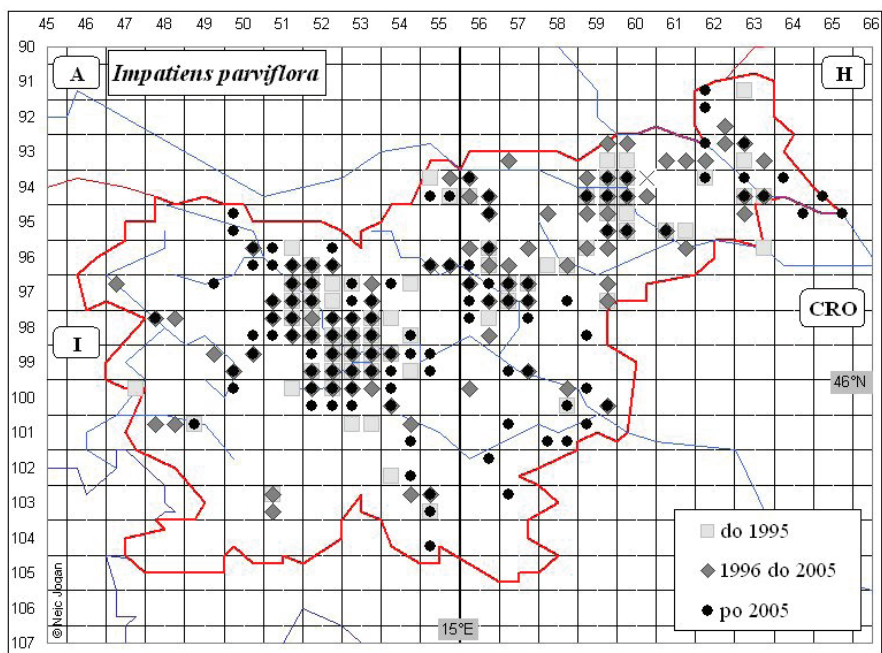 45 46 47 48 49 50 51 52 53 54 55 56 57 58 59 60 61 62 63 64 65 66
90
A Impatiens parviflora H
91
92
93
94
95
96
97
CRO
98
I
99
46°N
100
101
102
103
do 1995
104
1996 do 2005
105
po 2005
106
15°E
107
© Nejc Jogan